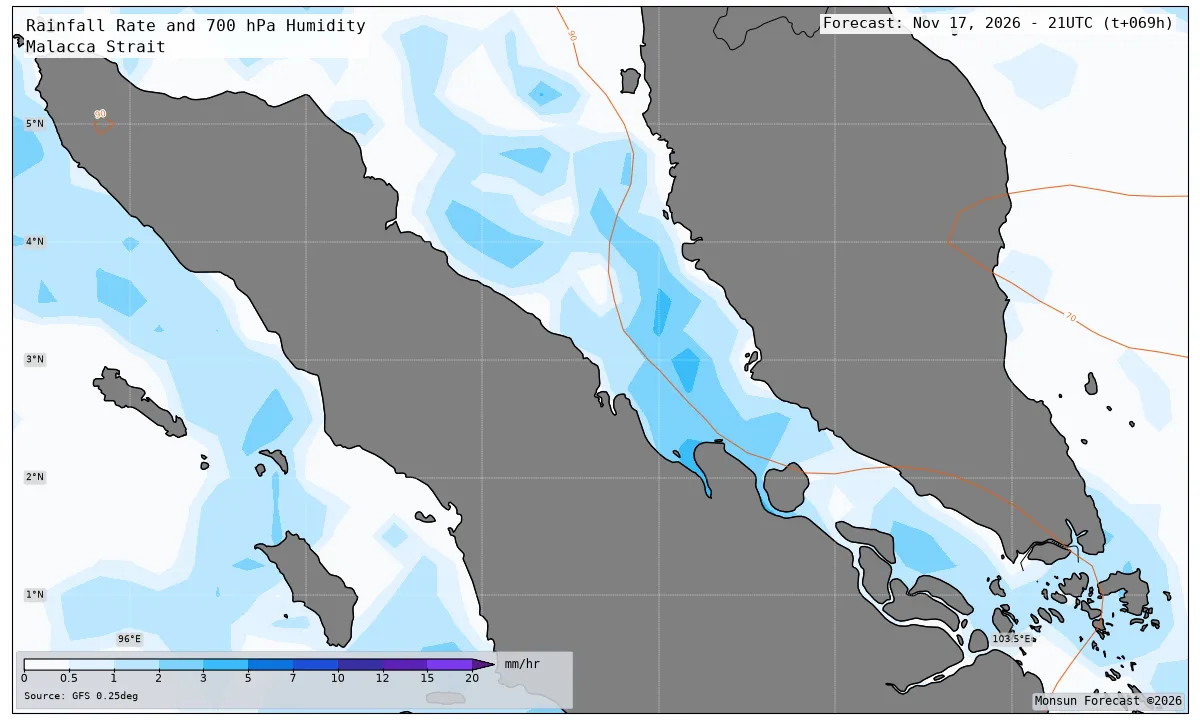 Rainfall Rate and 700 hPa Humidity
Malacca Strait
Forecast: Nov 17, 2026 - 21UTC (t+069h)
90
90
5°N
4°N
70
3°N
2°N
1°N
96°E
103.5°E
mm/hr
0 0.5 1 2 3 5 7 10 12 15 20
Source: GFS 0.25deg
Monsun Forecast ©2026